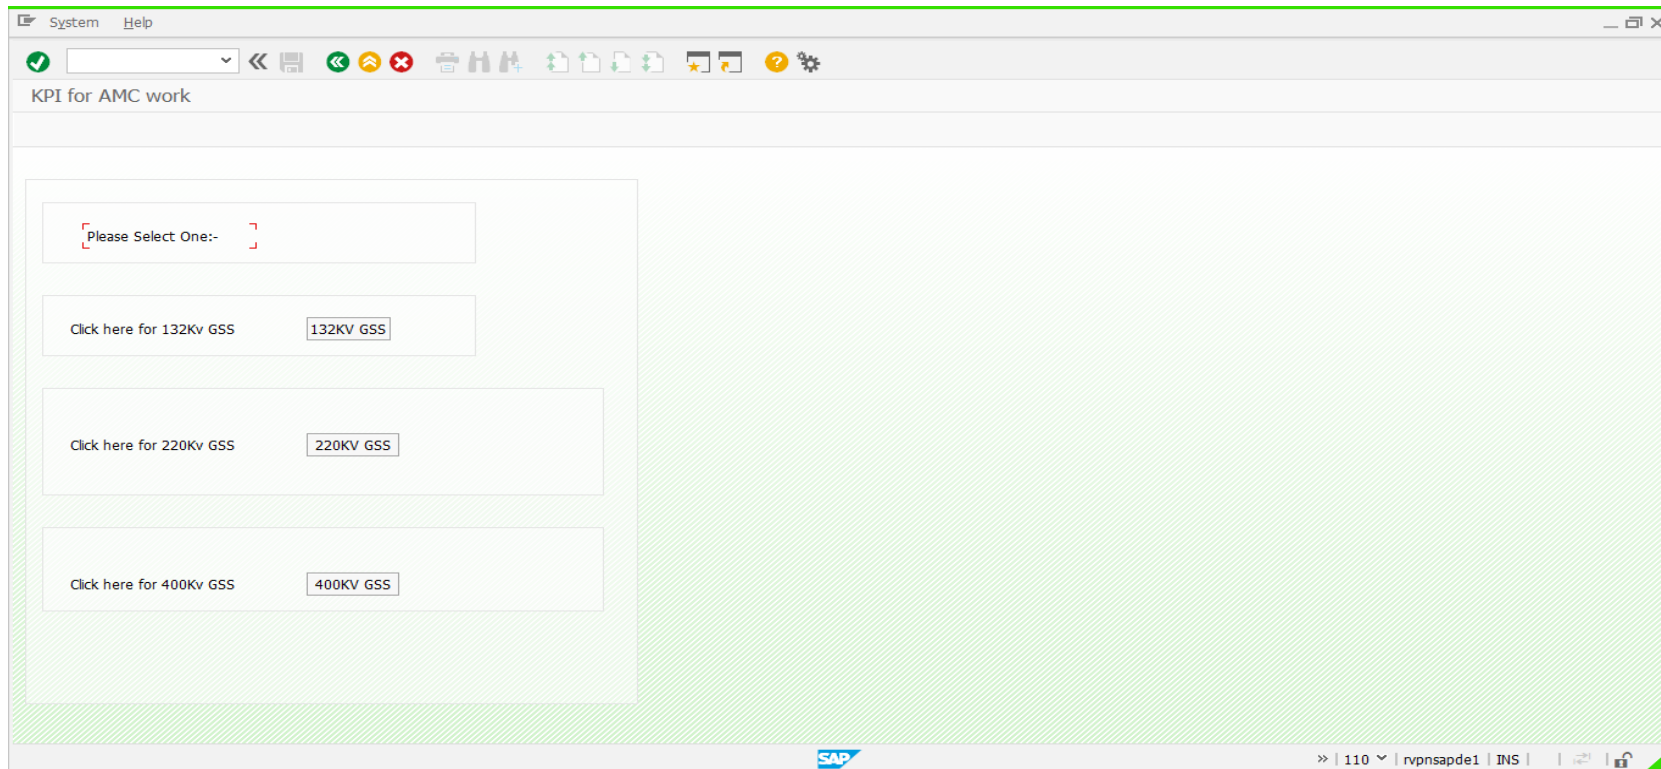 System Help
KPI for AMC work
Please Select One:-
Click here for 132Kv GSS 132KV GSS
Click here for 220Kv GSS 220KV GSS
Click here for 400Kv GSS 400KV GSS
SAP » | 110 | rvpnsapde1 | INS |